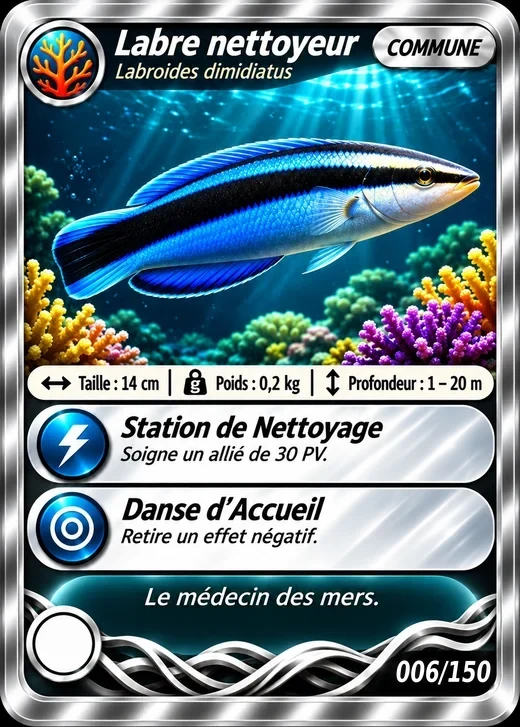 Labre nettoyeur
COMMUNE
Labroides dimidiatus
Taille : 14 cm | g Poids : 0,2 kg | Profondeur : 1 – 20 m
Station de Nettoyage
Soigne un allié de 30 PV.
Danse d’Accueil
Retire un effet négatif.
Le médecin des mers.
006/150